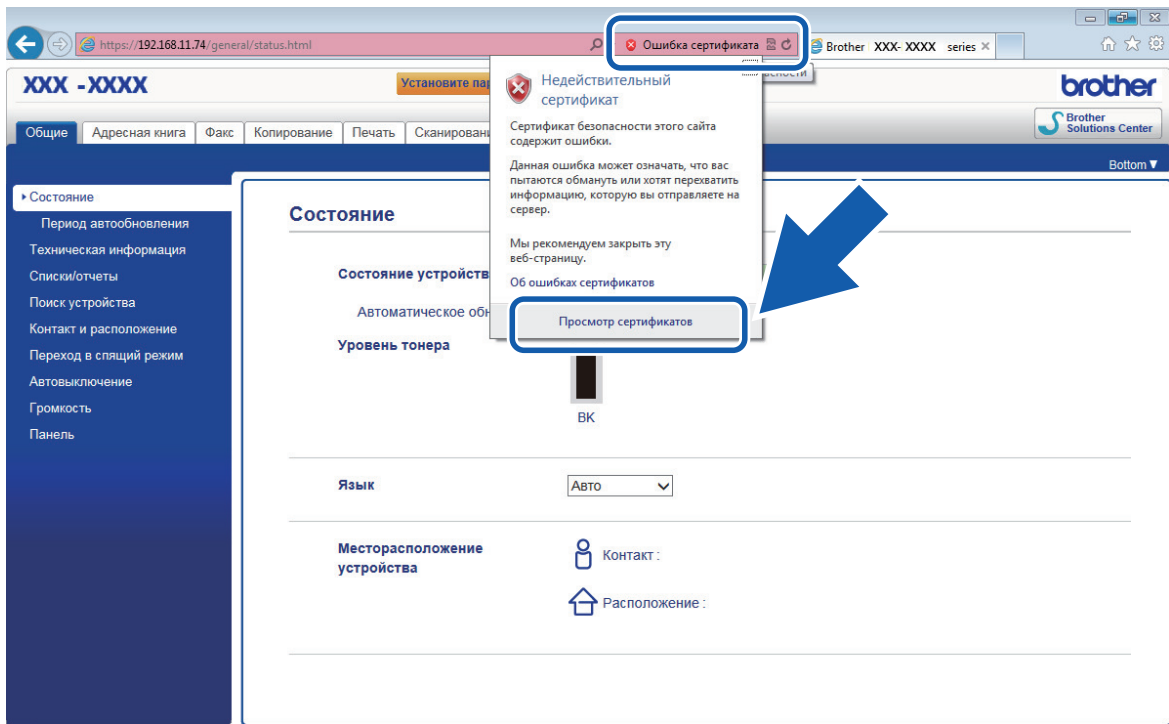 https://192.168.11.74/general/status.html
Ошибка сертификата
Brother XXX- XXXX series
XXX -XXXX
Установите
brother
Недействительный
сертификат
Общие
Адресная книга
Факс
Копирование
Печать
Brother
Solutions Center
Сертификат безопасности этого сайта
содержит ошибки.
Bottom
Данная ошибка может означать, что вас
пытаются обмануть или хотят перехватить
информацию, которую вы отправляете на
сервер.
Мы рекомендуем закрыть эту
веб-страницу.
Об ошибках сертификатов
Просмотр сертификатов
Состояние
Период автообновления
Техническая информация
Списки/отчеты
Поиск устройства
Контакт и расположение
Переход в спящий режим
Автовыключение
Громкость
Панель
Состояние
Состояние
Автоматическое
Уровень тонера
BK
Язык
Авто
Месторасположение
устройства
Контакт :
Расположение :